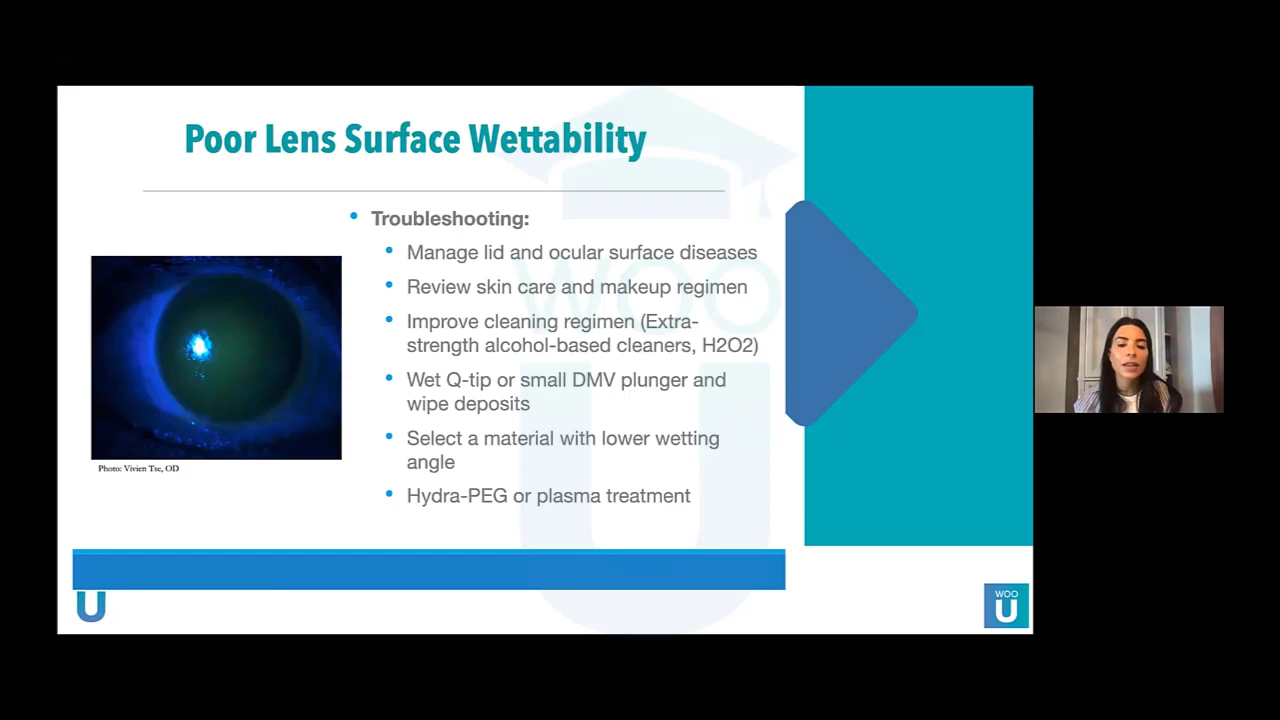 Poor Lens Surface Wettability
• Troubleshooting:
• Manage lid and ocular surface diseases
• Review skin care and makeup regimen
• Improve cleaning regimen (Extra-
strength alcohol-based cleaners, H2O2)
• Wet Q-tip or small DMV plunger and
wipe deposits
• Select a material with lower wetting
angle
• Hydra-PEG or plasma treatment
Photo: Vivien Tse, OD
WOO
U
U
WOO
U